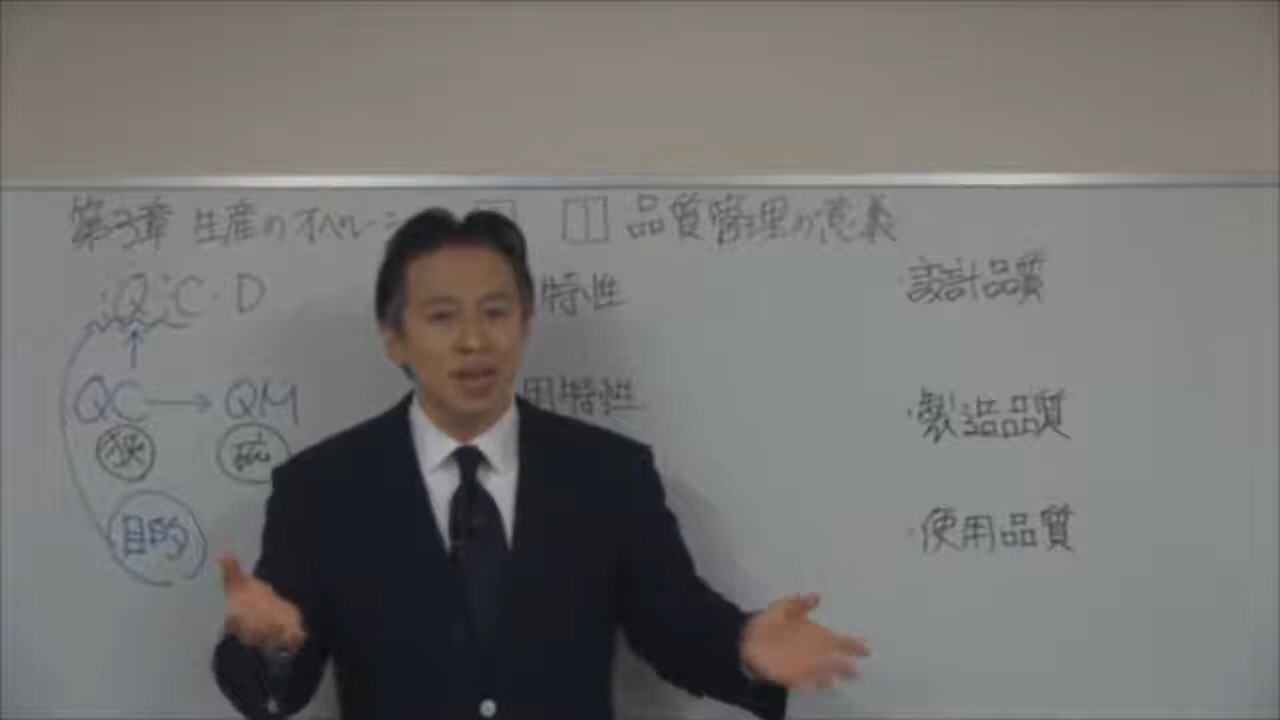 第3章 生産のオペレーシ 1 品質管理の意義
Q・C・D
特性
設計品質
QC→QM
用特性
製造品質
狭
広
目的
使用品質